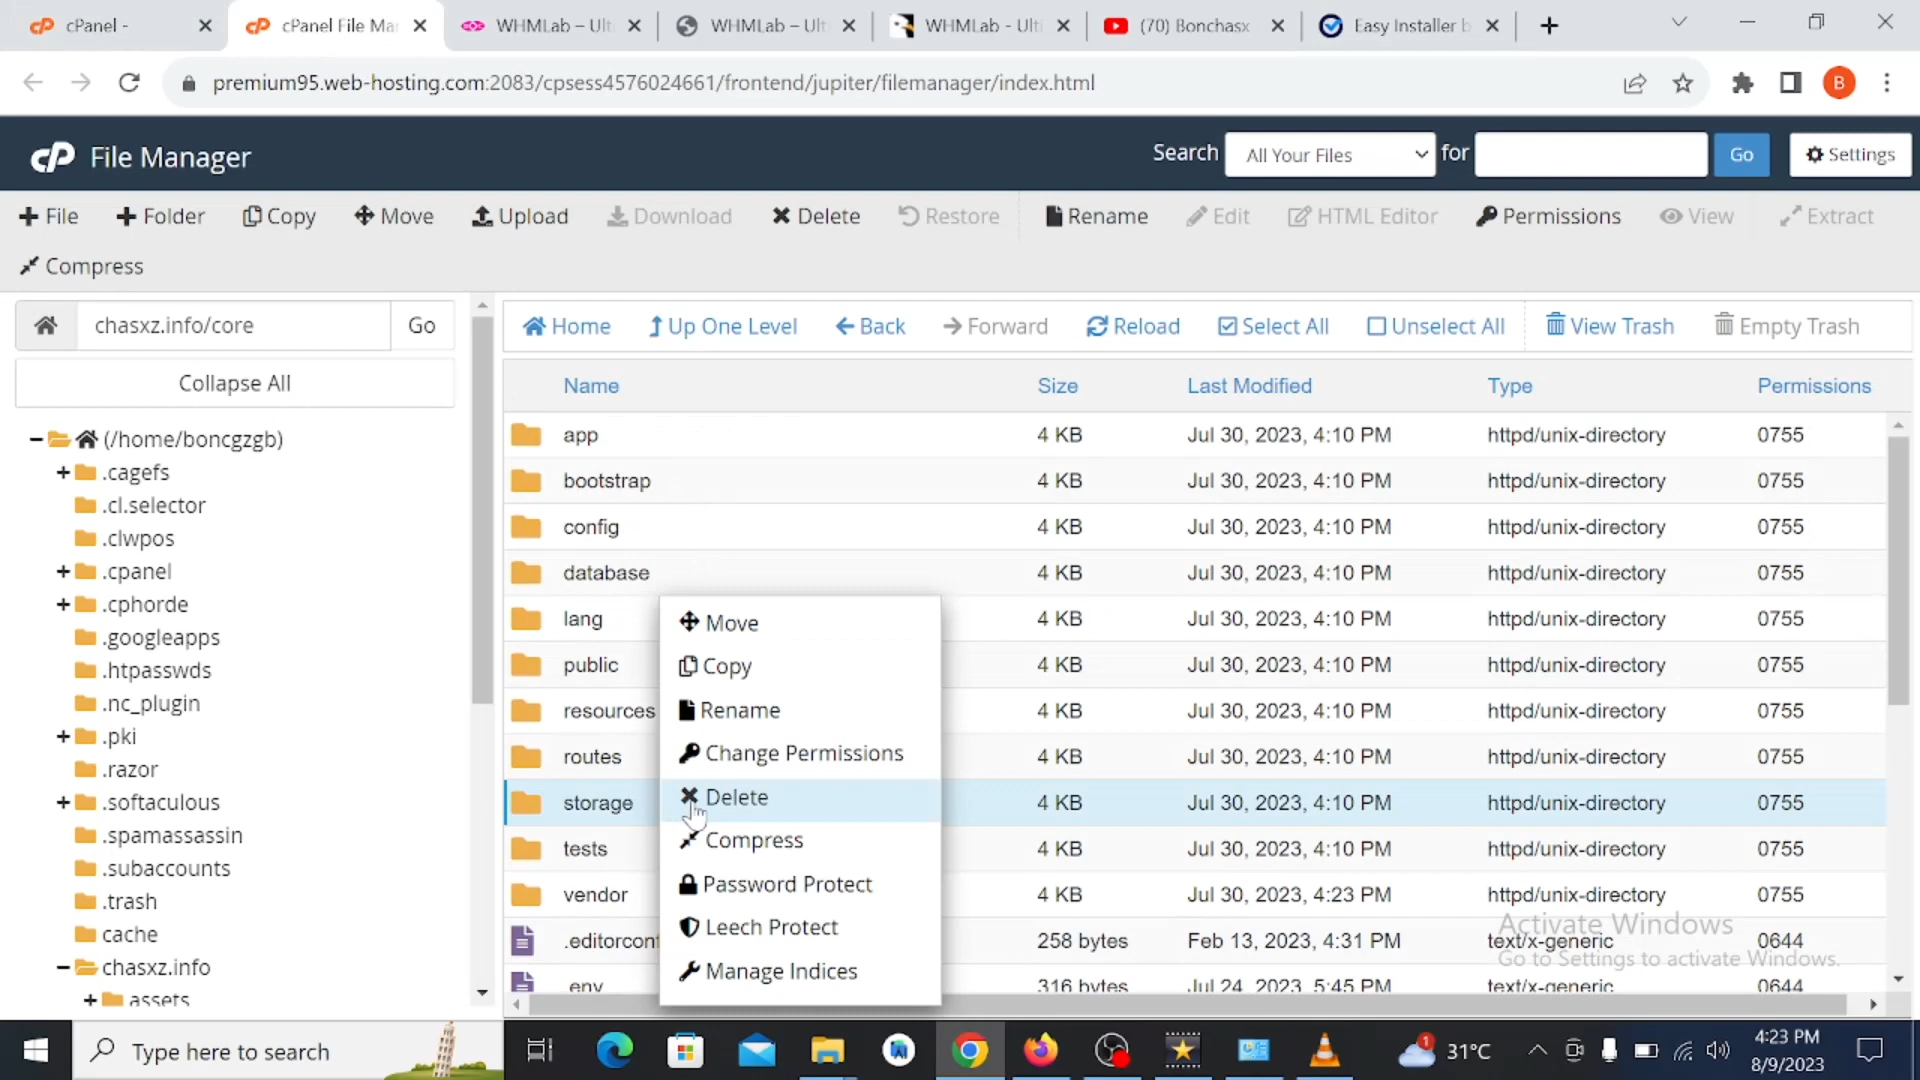 cPanel -
cPanel File Mar
WHMLab – Ult
WHMLab – Ult
WHMLab - Ulti
(70) Bonchasx
Easy Installer b
premium95.web-hosting.com:2083/cpsess4576024661/frontend/jupiter/filemanager/index.html
B
cP File Manager
Search All Your Files for Go Settings
File Folder Copy Move Upload Download Delete Restore Rename Edit HTML Editor Permissions View Extract
Compress
chasxz.info/core Go
Collapse All
(/home/boncgzgb)
.cagefs
.cl.selector
.clwpos
.cpanel
.cphorde
.googleapps
.htpasswds
.nc_plugin
.pki
.razor
.softaculous
.spamassassin
.subaccounts
.trash
cache
chasxz.info
assets
Home Up One Level Back Forward Reload Select All Unselect All View Trash Empty Trash
Name Size Last Modified Type Permissions
app 4 KB Jul 30, 2023, 4:10 PM httpd/unix-directory 0755
bootstrap 4 KB Jul 30, 2023, 4:10 PM httpd/unix-directory 0755
config 4 KB Jul 30, 2023, 4:10 PM httpd/unix-directory 0755
database 4 KB Jul 30, 2023, 4:10 PM httpd/unix-directory 0755
lang 4 KB Jul 30, 2023, 4:10 PM httpd/unix-directory 0755
public 4 KB Jul 30, 2023, 4:10 PM httpd/unix-directory 0755
resources 4 KB Jul 30, 2023, 4:10 PM httpd/unix-directory 0755
routes 4 KB Jul 30, 2023, 4:10 PM httpd/unix-directory 0755
storage 4 KB Jul 30, 2023, 4:10 PM httpd/unix-directory 0755
tests 4 KB Jul 30, 2023, 4:10 PM httpd/unix-directory 0755
vendor 4 KB Jul 30, 2023, 4:23 PM httpd/unix-directory 0755
.editorconf 258 bytes Feb 13, 2023, 4:31 PM text/x-generic 0644
.env 316 bytes Jul 24, 2023, 5:45 PM text/x-generic 0644
Move
Copy
Rename
Change Permissions
Delete
Compress
Password Protect
Leech Protect
Manage Indices
Activate Windows
Go to Settings to activate Windows.
Type here to search
1
31°C
4:23 PM
8/9/2023